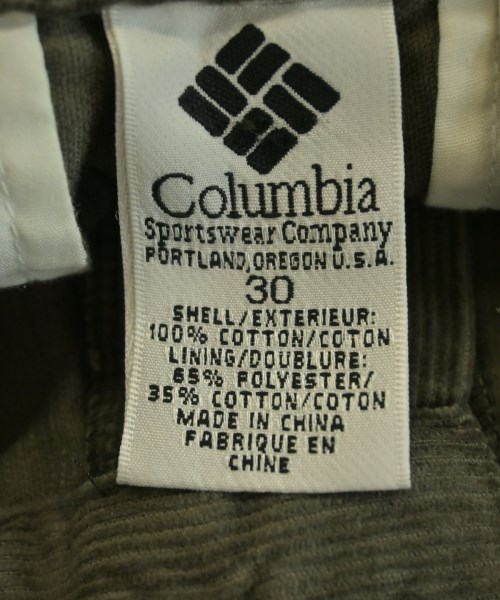 Columbia
Sportswear Company
PORTLAND, OREGON U.S.A.
30
SHELL/EXTERIEUR:
100% COTTON/COTON
LINING/DOUBLURE:
65% POLYESTER/
35% COTTON/COTON
MADE IN CHINA
FABRIQUE EN
CHINE